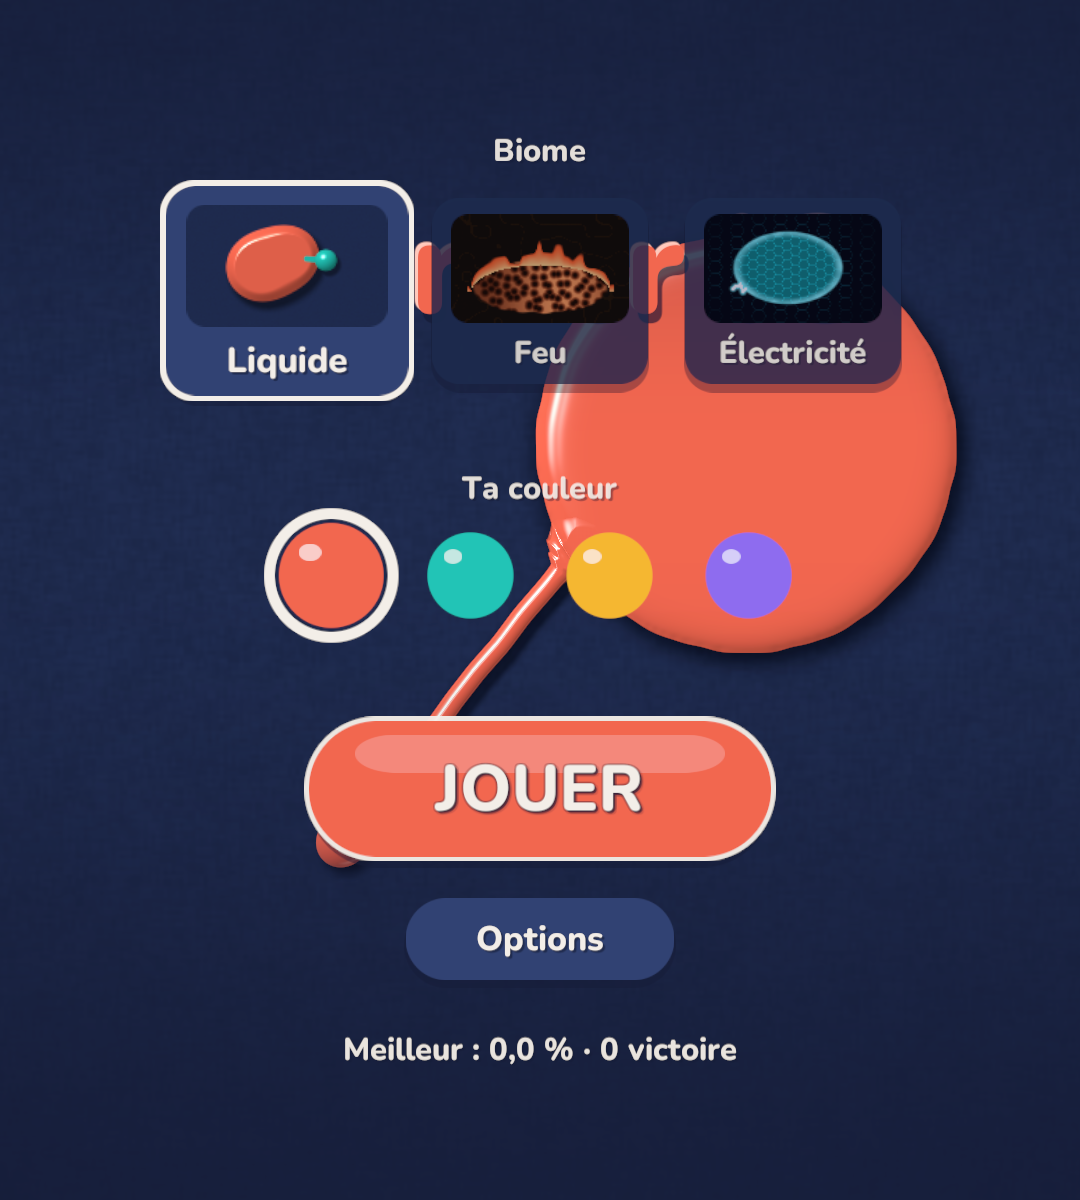 Biome
Liquide
Feu
Électricité
Ta couleur
JOUER
Options
Meilleur : 0,0 % · 0 victoire